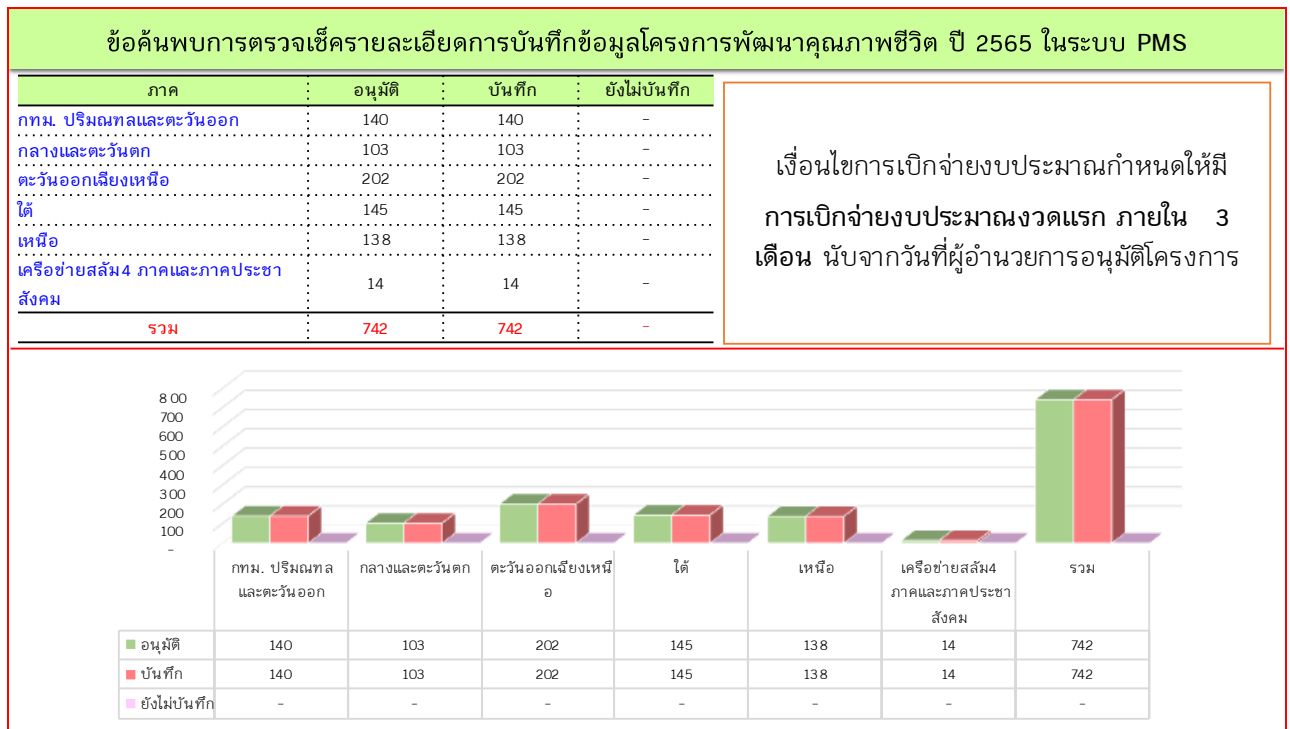 ข้อค้นพบการตรวจเช็ครายละเอียดการบันทึกข้อมูลโครงการพัฒนาคุณภาพชีวิต ปี 2565 ในระบบ PMS
ภาค อนุมัติ บันทึก ยังไม่บันทึก
กทม. ปริมณฑลและตะวันออก 140 140 -
กลางและตะวันตก 103 103 -
ตะวันออกเฉียงเหนือ 202 202 -
ใต้ 145 145 -
เหนือ 138 138 -
เครือข่ายสลัม4 ภาคและภาคประชา
สังคม 14 14 -
รวม 742 742 -
เงื่อนไขการเบิกจ่ายงบประมาณกำหนดให้มี
การเบิกจ่ายงบประมาณงวดแรก ภายใน 3
เดือน นับจากวันที่ผู้อำนวยการอนุมัติโครงการ
800
700
600
500
400
300
200
100
-
กทม. ปริมณฑล
และตะวันออก
กลางและตะวันตก
ตะวันออกเฉียงเหนื
อ
ใต้
เหนือ
เครือข่ายสลัม4
ภาคและภาคประชา
สังคม
รวม
อนุมัติ 140 103 202 145 138 14 742
บันทึก 140 103 202 145 138 14 742
ยังไม่บันทึก - - - - - - -